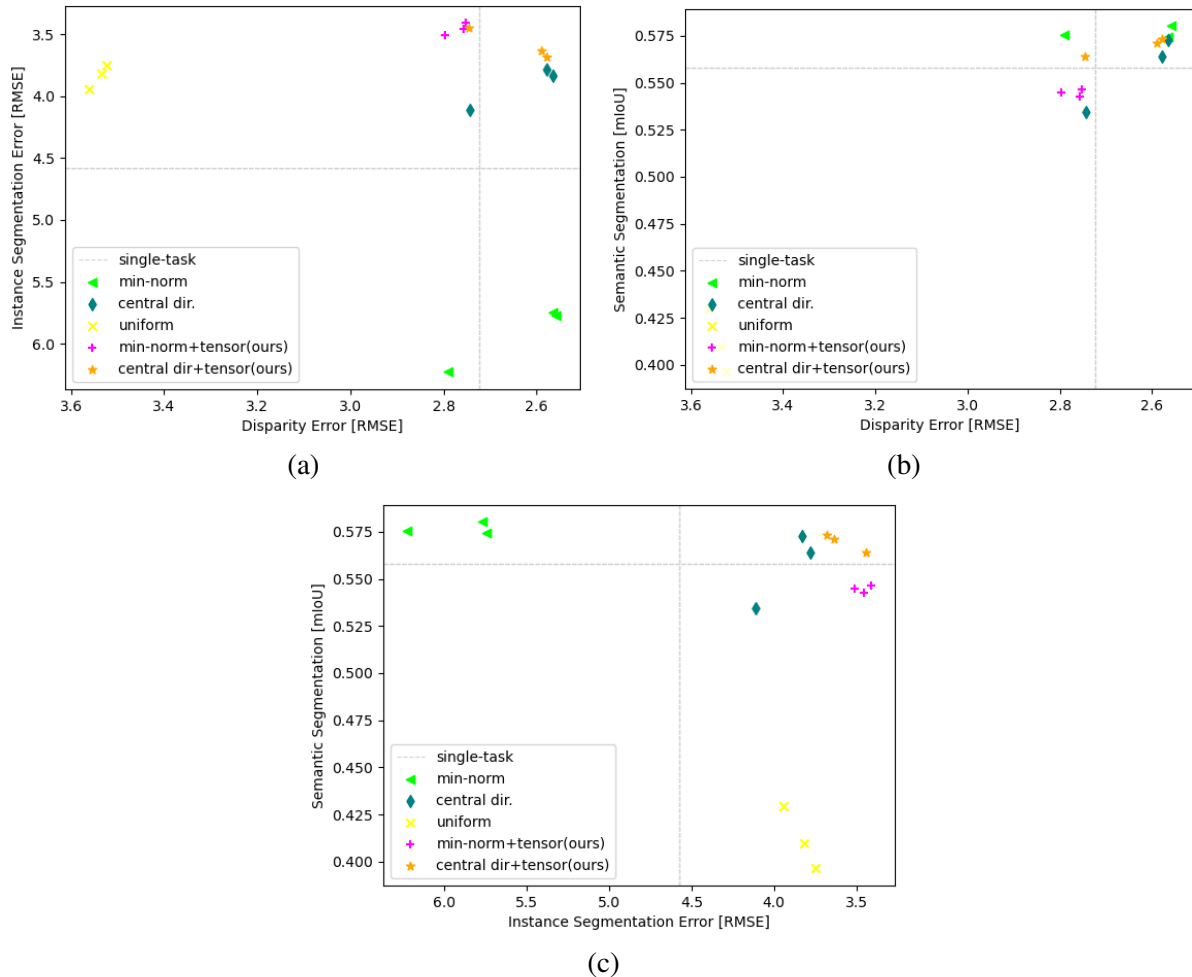 3.5
4.0
4.5
5.0
5.5
6.0
Instance Segmentation Error [RMSE]
single-task
min-norm
central dir.
uniform
min-norm+tensor(ours)
central dir+tensor(ours)
3.6 3.4 3.2 3.0 2.8 2.6
Disparity Error [RMSE]
(a)
0.575
0.550
0.525
0.500
0.475
0.450
0.425
0.400
Semantic Segmentation [mIoU]
single-task
min-norm
central dir.
uniform
min-norm+tensor(ours)
central dir+tensor(ours)
3.6 3.4 3.2 3.0 2.8 2.6
Disparity Error [RMSE]
(b)
0.575
0.550
0.525
0.500
0.475
0.450
0.425
0.400
Semantic Segmentation [mIoU]
single-task
min-norm
central dir.
uniform
min-norm+tensor(ours)
central dir+tensor(ours)
6.0 5.5 5.0 4.5 4.0 3.5
Instance Segmentation Error [RMSE]
(c)